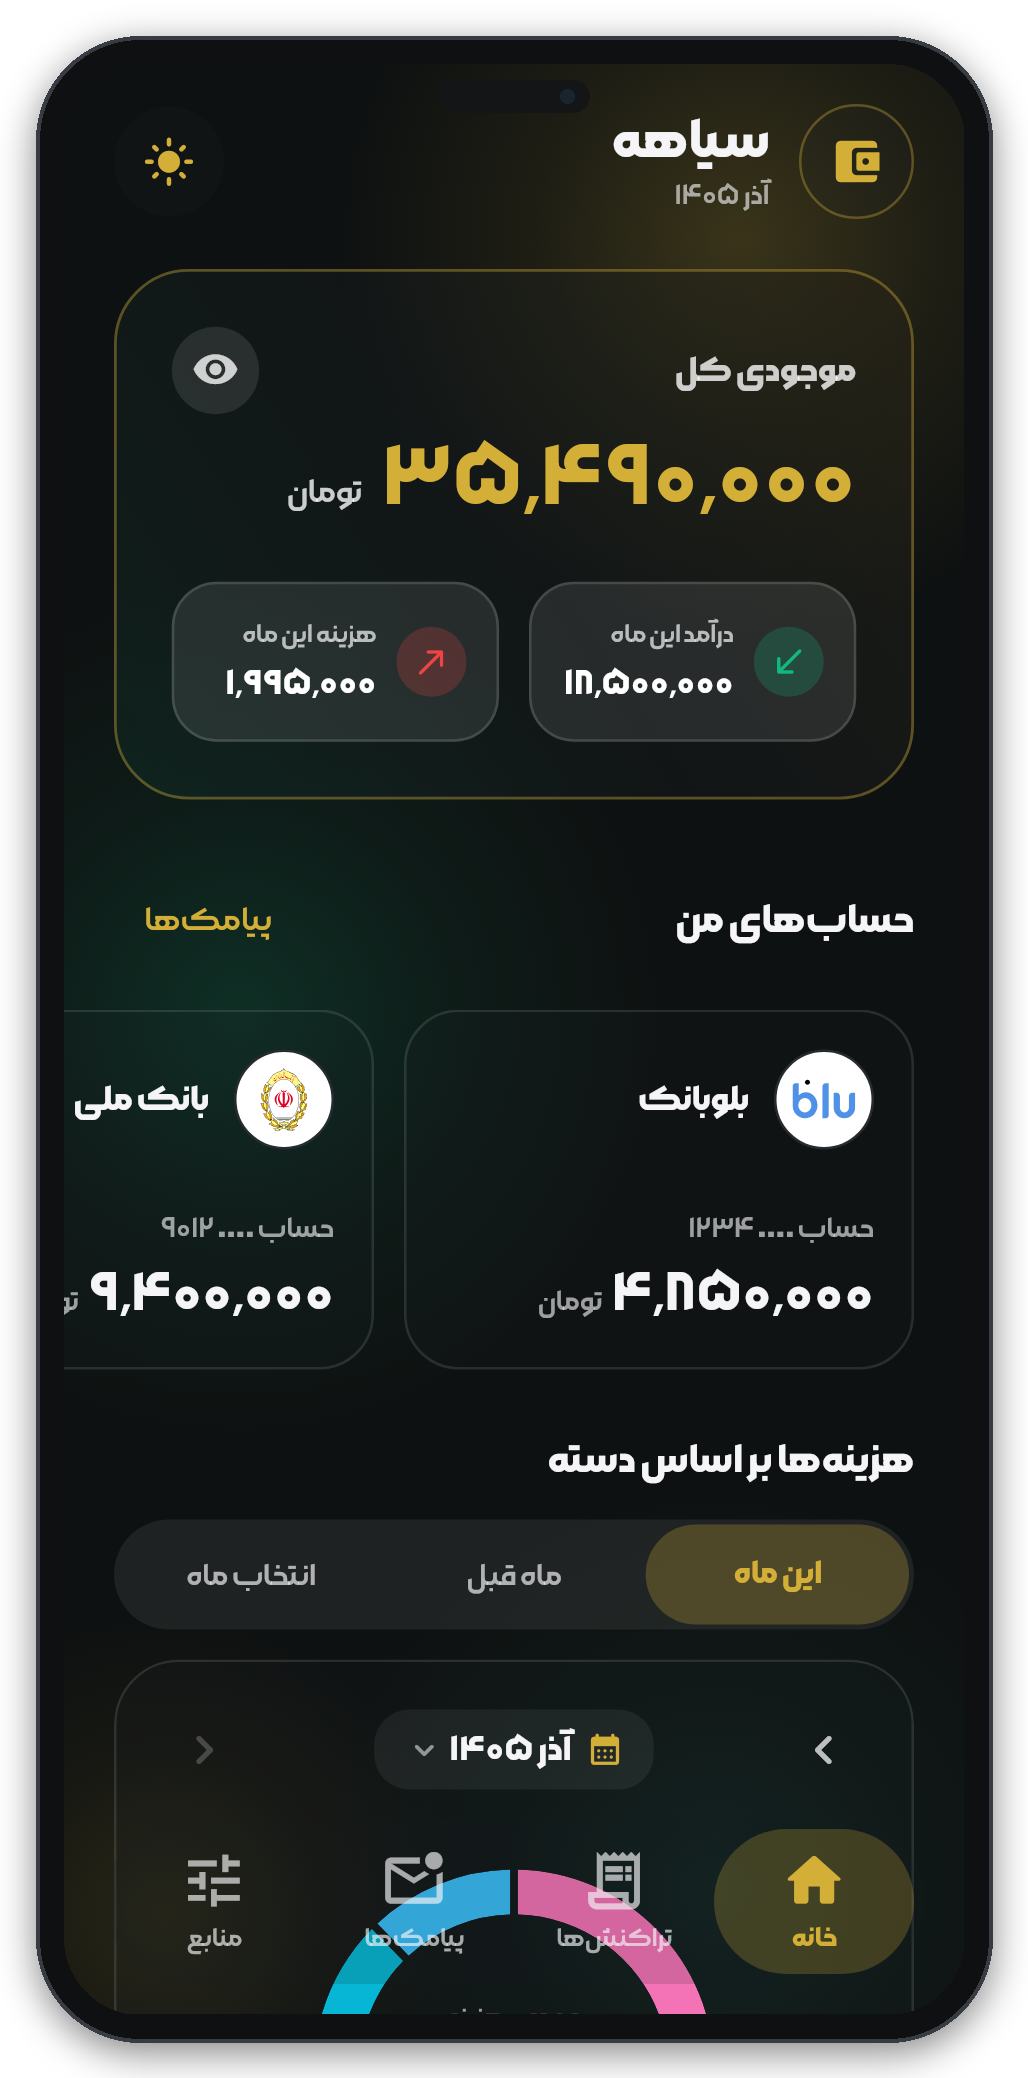 سیاهه
آذر ۱۴۰۵
موجودی کل
۳۵,۴۹۰,۰۰۰ تومان
درآمد این ماه
۱۸,۵۰۰,۰۰۰
هزینه این ماه
۱,۹۹۵,۰۰۰
حساب‌های من
پیامک‌ها
blu
بلوبانک
حساب .... ۱۲۳۴
۴,۸۵۰,۰۰۰ تومان
بانک ملی
حساب .... ۹۰۱۲
۹,۴۰۰,۰۰۰
هزینه‌ها بر اساس دسته
این ماه
ماه قبل
انتخاب ماه
آذر ۱۴۰۵
خانه
تراکنش‌ها
پیامک‌ها
منابع